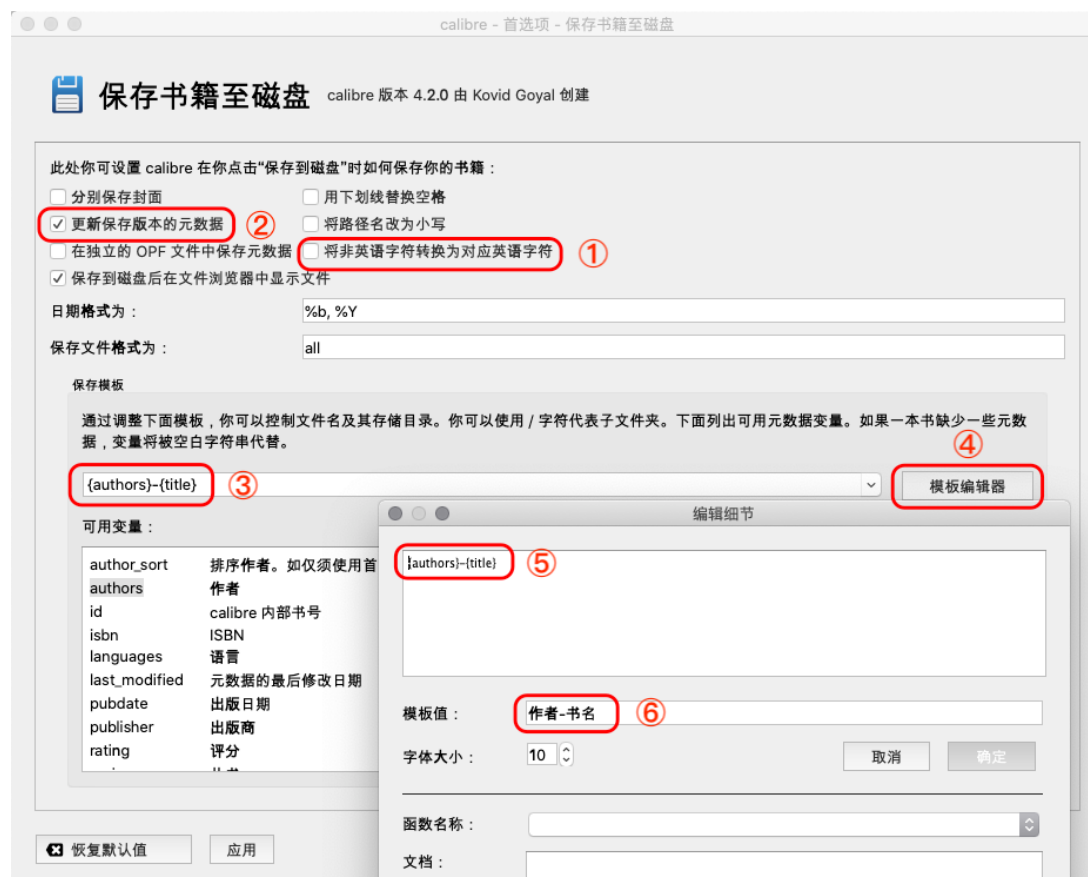 calibre - 首选项 - 保存书籍至磁盘
保存书籍至磁盘 calibre 版本 4.2.0 由 Kovid Goyal 创建
此处你可设置 calibre 在你点击“保存到磁盘”时如何保存你的书籍：
分别保存封面 用下划线替换空格
更新保存版本的元数据 ② 将路径名改为小写
在独立的 OPF 文件中保存元数据 将非英语字符转换为对应英语字符 ①
保存到磁盘后在文件浏览器中显示文件
日期格式为： %b, %Y
保存文件格式为： all
保存模板
通过调整下面模板，你可以控制文件名及其存储目录。你可以使用 / 字符代表子文件夹。下面列出可用元数据变量。如果一本书缺少一些元数
据，变量将被空白字符串代替。
④
{authors}-{title} ③ 模板编辑器
可用变量： 编辑细节
author_sort 排序作者。如仅须使用首
{authors}-{title} ⑤
authors 作者
id calibre 内部书号
isbn ISBN
languages 语言
last_modified 元数据的最后修改日期
pubdate 出版日期
模板值： 作者-书名 ⑥
publisher 出版商
rating 评分
字体大小： 10 取消 确定
函数名称：
恢复默认值 应用
文档：